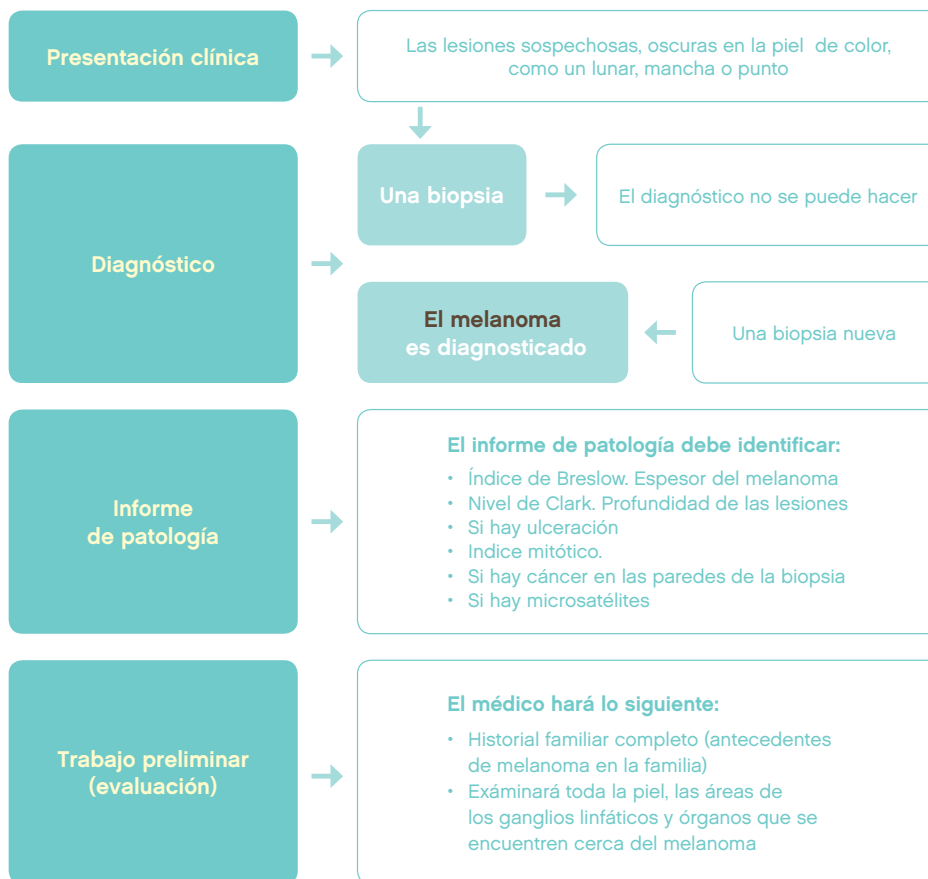 Presentación clínica
Las lesiones sospechosas, oscuras en la piel de color,
como un lunar, mancha o punto
Diagnóstico
Una biopsia
El diagnóstico no se puede hacer
El melanoma
es diagnosticado
Una biopsia nueva
Informe
de patología
El informe de patología debe identificar:
• Índice de Breslow. Espesor del melanoma
• Nivel de Clark. Profundidad de las lesiones
• Si hay ulceración
• Indice mitótico.
• Si hay cáncer en las paredes de la biopsia
• Si hay microsatélites
Trabajo preliminar
(evaluación)
El médico hará lo siguiente:
• Historial familiar completo (antecedentes
de melanoma en la familia)
• Exáminará toda la piel, las áreas de
los ganglios linfáticos y órganos que se
encuentren cerca del melanoma